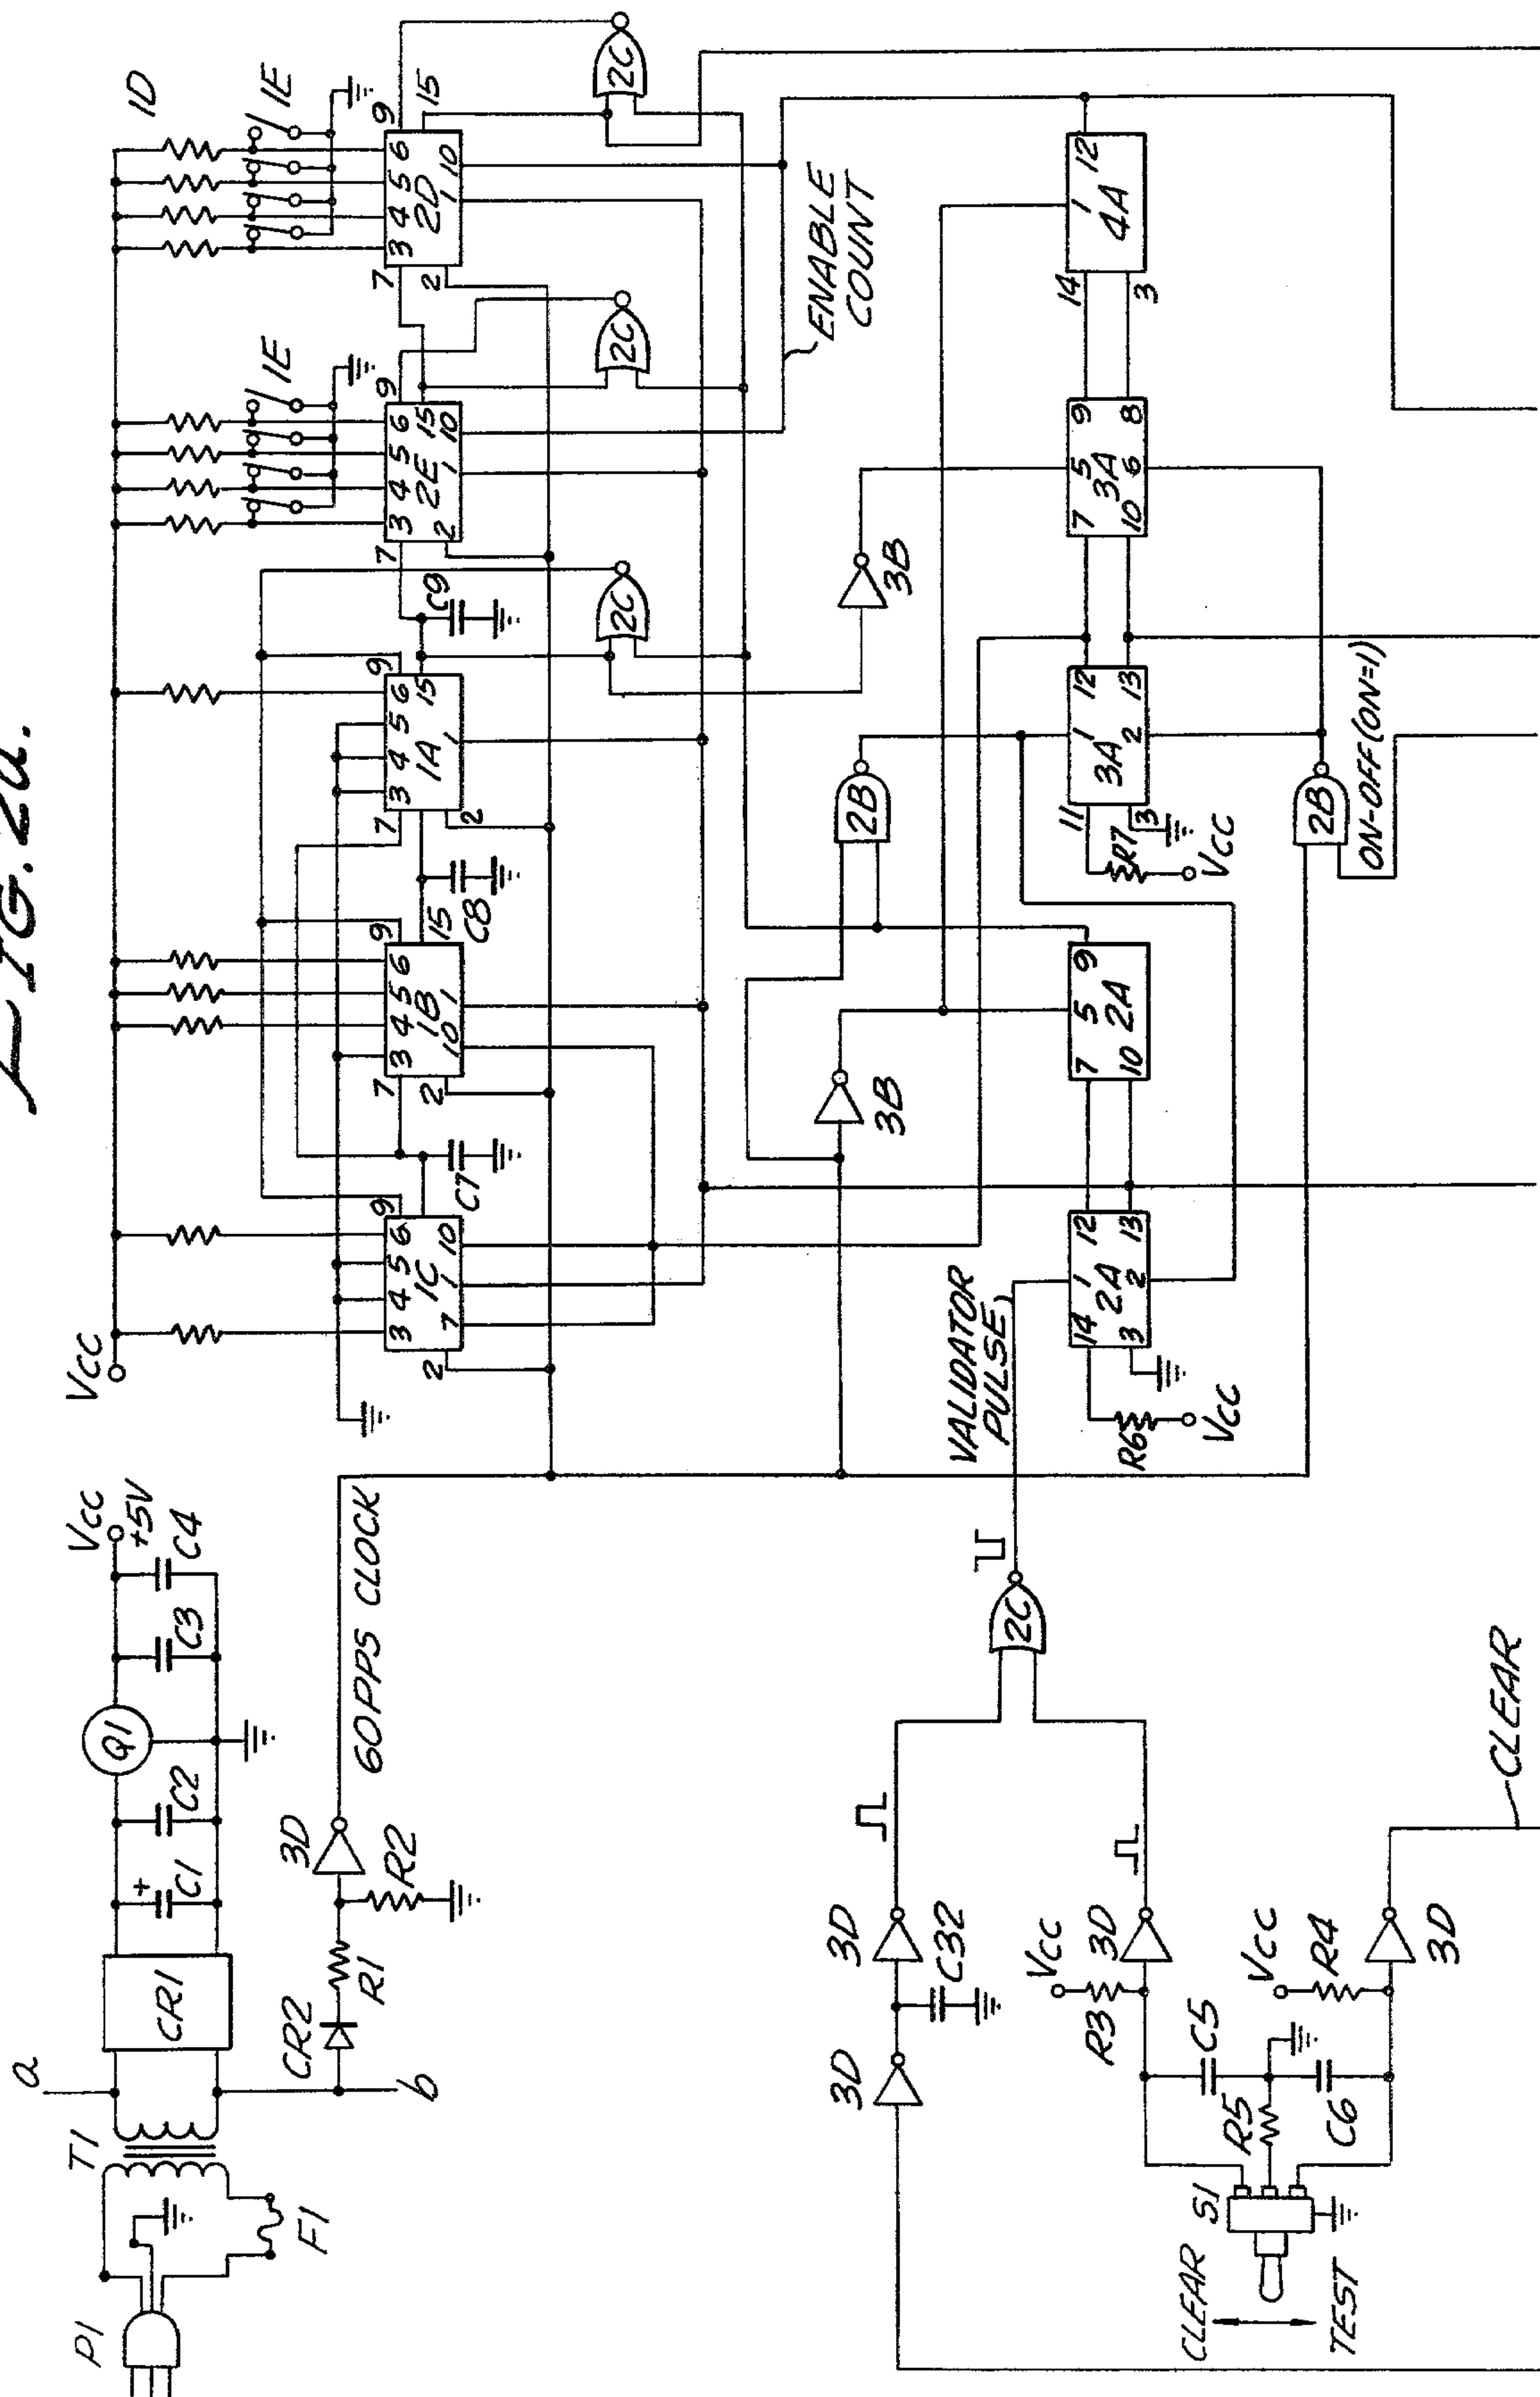 FIG. 2a.
P1
T1
F1
a
b
CR1
C1
+
C2
Q1
C3
C4
VCC
+5V
CR2
R1
R2
3D
60PPS CLOCK
VCC
1D
1E
1E
3 4 5 6 9
2 1C 7 1 10
C7
7 3 4 5 6 9
2 1B 10 1 15
C8
7 3 4 5 6 9
2 1A 1 15
C9
7 3 4 5 6 9
2 2E 1 10 15
7 3 4 5 6 9
2 2D 1 10 15
2C
2C
2C
ENABLE
COUNT
3B
3B
2B
2B
ON-OFF (ON=1)
VALIDATOR
PULSE
2C
14 1 12
3 2A 2 13
R6
VCC
7 5 9
10 2A
11 1 12
3 3A 2 13
R7
VCC
7 5 9
10 3A 6 8
14 1 12
3 4A
3D
3D
C32
VCC
R3
3D
C5
R5
C6
VCC
R4
3D
S1
CLEAR
TEST
CLEAR